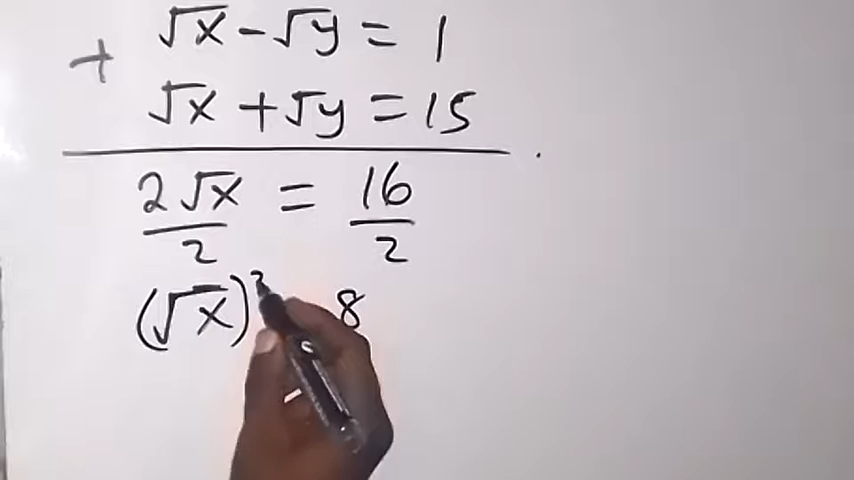 √x - √y = 1
+
√x + √y = 15
2√x/2 = 16/2
(√x)² 8